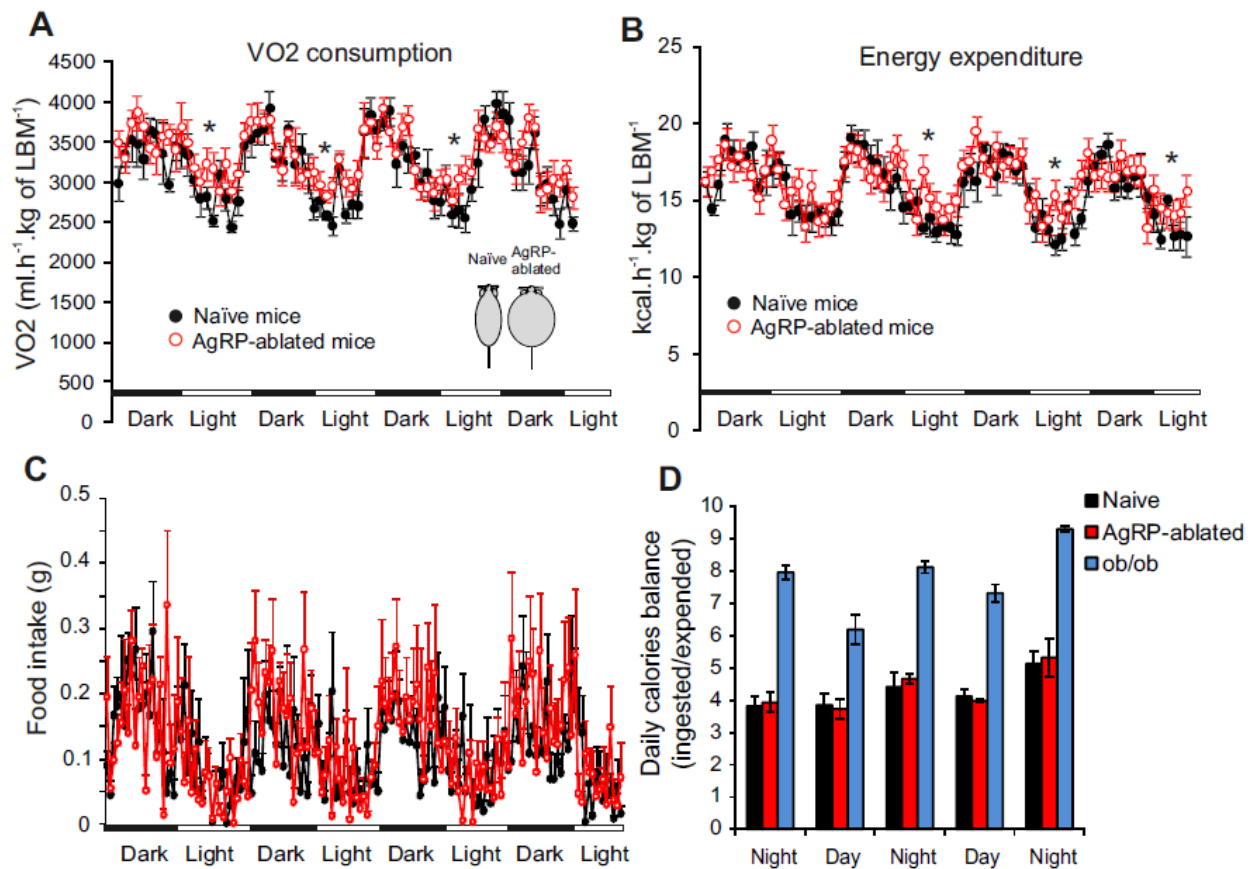 A
VO2 consumption
4500
4000
3500
3000
2500
2000
1500
1000
500
0
VO2 (ml.h⁻¹.kg of LBM⁻¹)
* * *
Naïve AgRP-ablated
Naïve mice
AgRP-ablated mice
Dark Light Dark Light Dark Light Dark Light
B
Energy expenditure
25
20
15
10
5
0
kcal.h⁻¹.kg of LBM⁻¹
* * *
Naïve mice
AgRP-ablated mice
Dark Light Dark Light Dark Light Dark Light
C
0.5
0.4
0.3
0.2
0.1
0
Food intake (g)
Dark Light Dark Light Dark Light Dark Light
D
10
9
8
7
6
5
4
3
2
1
0
Daily calories balance
(ingested/expended)
Naive
AgRP-ablated
ob/ob
Night Day Night Day Night